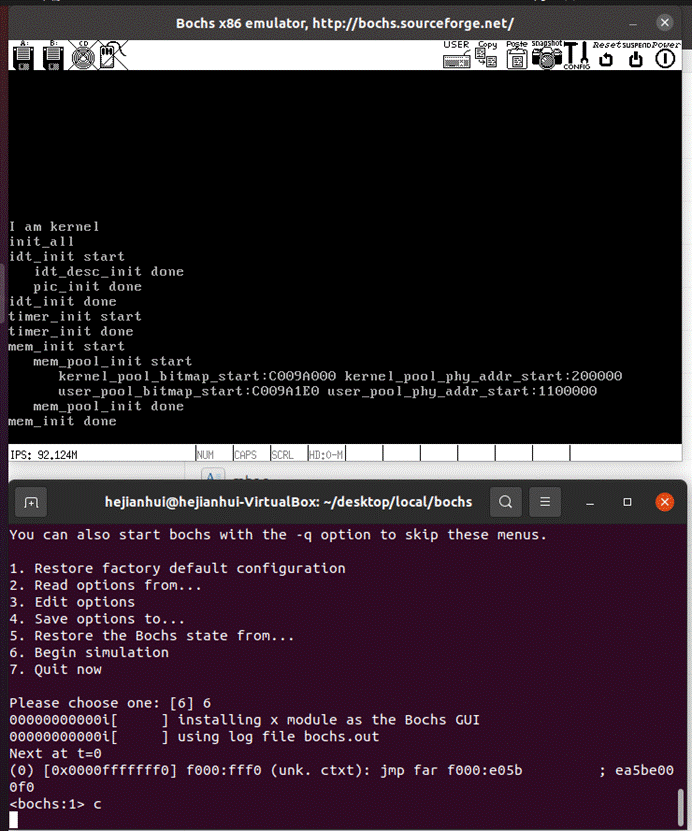 Bochs x86 emulator, http://bochs.sourceforge.net/
A: B: CD USER Copy Paste snapshot CONFIG Reset SUSPEND Power
I am kernel
init_all
idt_init start
idt_desc_init done
pic_init done
idt_init done
timer_init start
timer_init done
mem_init start
mem_pool_init start
kernel_pool_bitmap_start:C009A000 kernel_pool_phy_addr_start:200000
user_pool_bitmap_start:C009A1E0 user_pool_phy_addr_start:1100000
mem_pool_init done
mem_init done
IPS: 92.124M NUM CAPS SCRL HD:0-M
hejianhui@hejianhui-VirtualBox: ~/desktop/local/bochs
You can also start bochs with the -q option to skip these menus.
1. Restore factory default configuration
2. Read options from...
3. Edit options
4. Save options to...
5. Restore the Bochs state from...
6. Begin simulation
7. Quit now
Please choose one: [6] 6
00000000000i[     ] installing x module as the Bochs GUI
00000000000i[     ] using log file bochs.out
Next at t=0
(0) [0x0000fffffff0] f000:fff0 (unk. ctxt): jmp far f000:e05b         ; ea5be00
0f0
<bochs:1> c